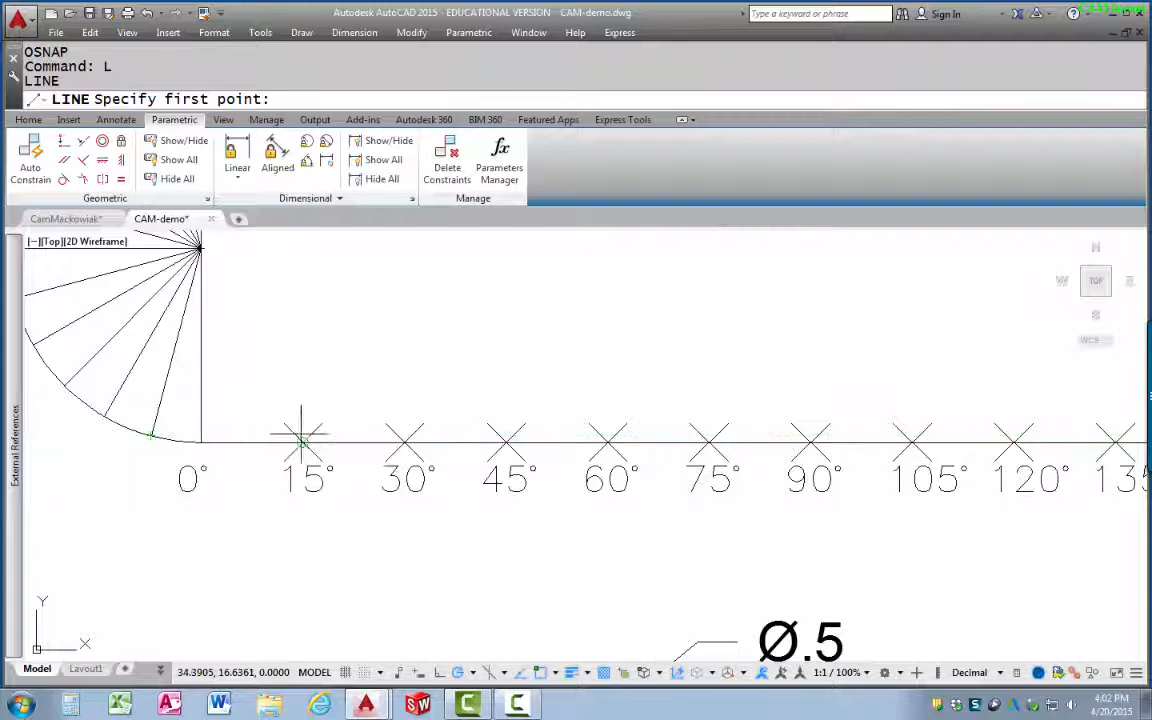 Autodesk AutoCAD 2015 - EDUCATIONAL VERSION CAM-demo.dwg
Type a keyword or phrase
Sign In
File Edit View Insert Format Tools Draw Dimension Modify Parametric Window Help Express
OSNAP
Command: L
LINE
LINE Specify first point:
Home Insert Annotate Parametric View Manage Output Add-ins Autodesk 360 BIM 360 Featured Apps Express Tools
Auto Constrain
Show/Hide
Show All
Hide All
Linear
Aligned
Show/Hide
Show All
Hide All
Delete Constraints
fx
Parameters Manager
Geometric
Dimensional
Manage
CamMackowiak*
CAM-demo*
[—][Top][2D Wireframe]
N
W
TOP
E
S
WCS
0° 15° 30° 45° 60° 75° 90° 105° 120° 135
External References
Ø.5
Y
X
Model
Layout1
34.3905, 16.6361, 0.0000
MODEL
1:1 / 100%
Decimal
4:02 PM
4/20/2015